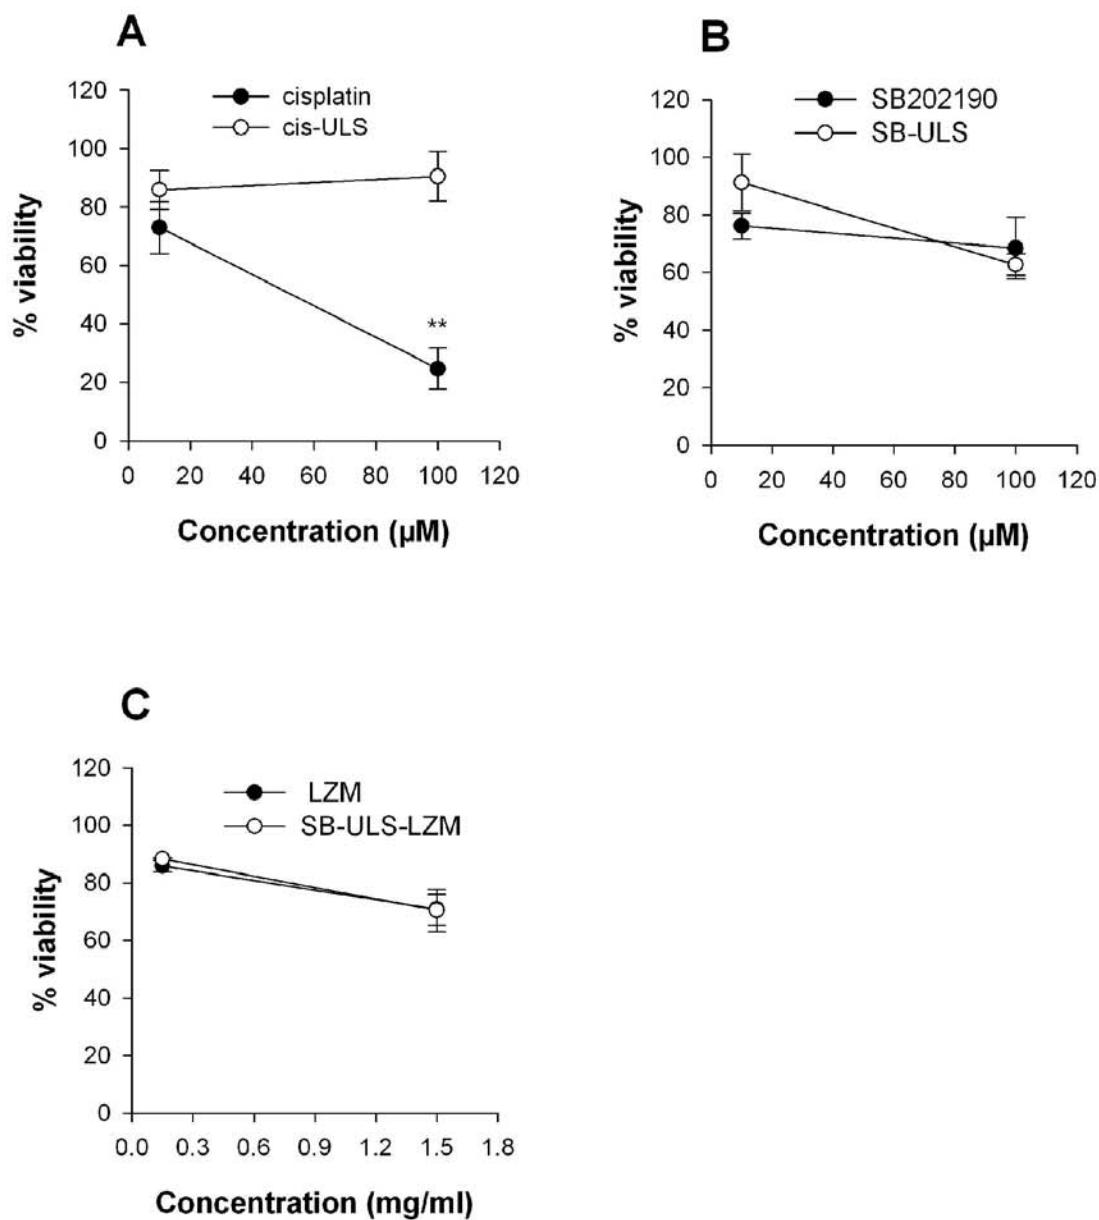 A
cisplatin
cis-ULS
**
% viability
120
100
80
60
40
20
0
0 20 40 60 80 100 120
Concentration (µM)
B
SB202190
SB-ULS
% viability
120
100
80
60
40
20
0
0 20 40 60 80 100 120
Concentration (µM)
C
LZM
SB-ULS-LZM
% viability
120
100
80
60
40
20
0
0.0 0.3 0.6 0.9 1.2 1.5 1.8
Concentration (mg/ml)